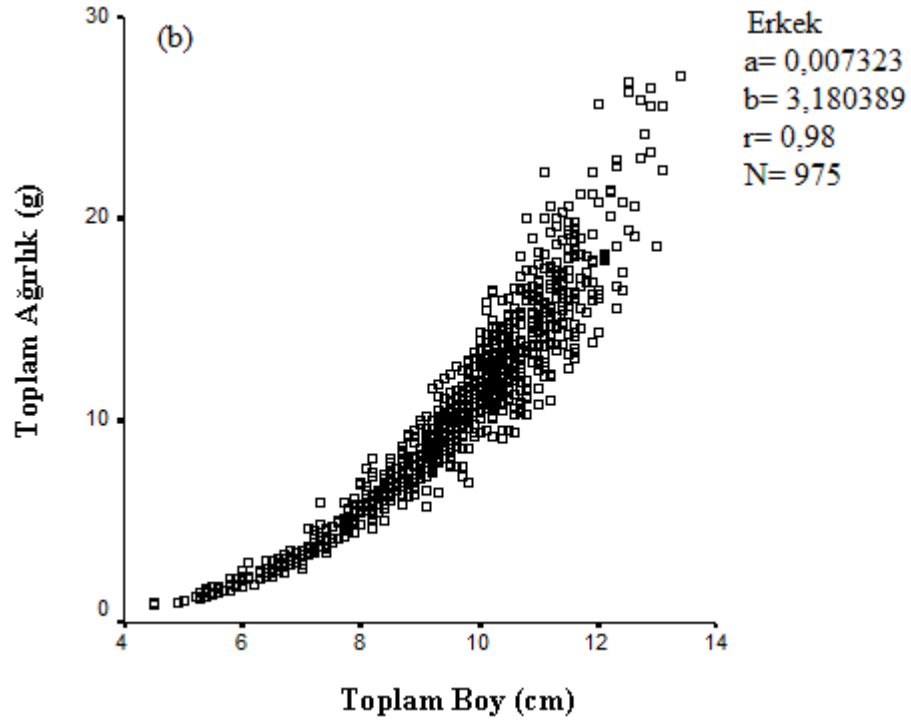 (b)
Erkek
a= 0,007323
b= 3,180389
r= 0,98
N= 975
Toplam Ağırlık (g)
30
20
10
0
4 6 8 10 12 14
Toplam Boy (cm)